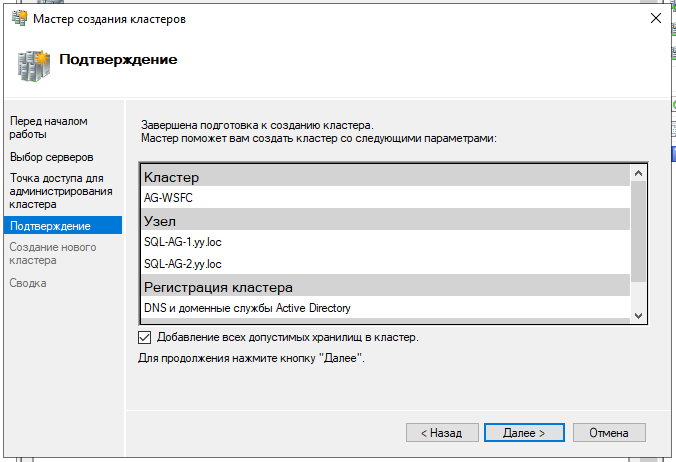 Мастер создания кластеров
Подтверждение
Перед началом
работы
Выбор серверов
Точка доступа для
администрирования
кластера
Подтверждение
Создание нового
кластера
Сводка
Завершена подготовка к созданию кластера.
Мастер поможет вам создать кластер со следующими параметрами:
Кластер
AG-WSFC
Узел
SQL-AG-1.yy.loc
SQL-AG-2.yy.loc
Регистрация кластера
DNS и доменные службы Active Directory
Добавление всех допустимых хранилищ в кластер.
Для продолжения нажмите кнопку "Далее".
< Назад
Далее >
Отмена